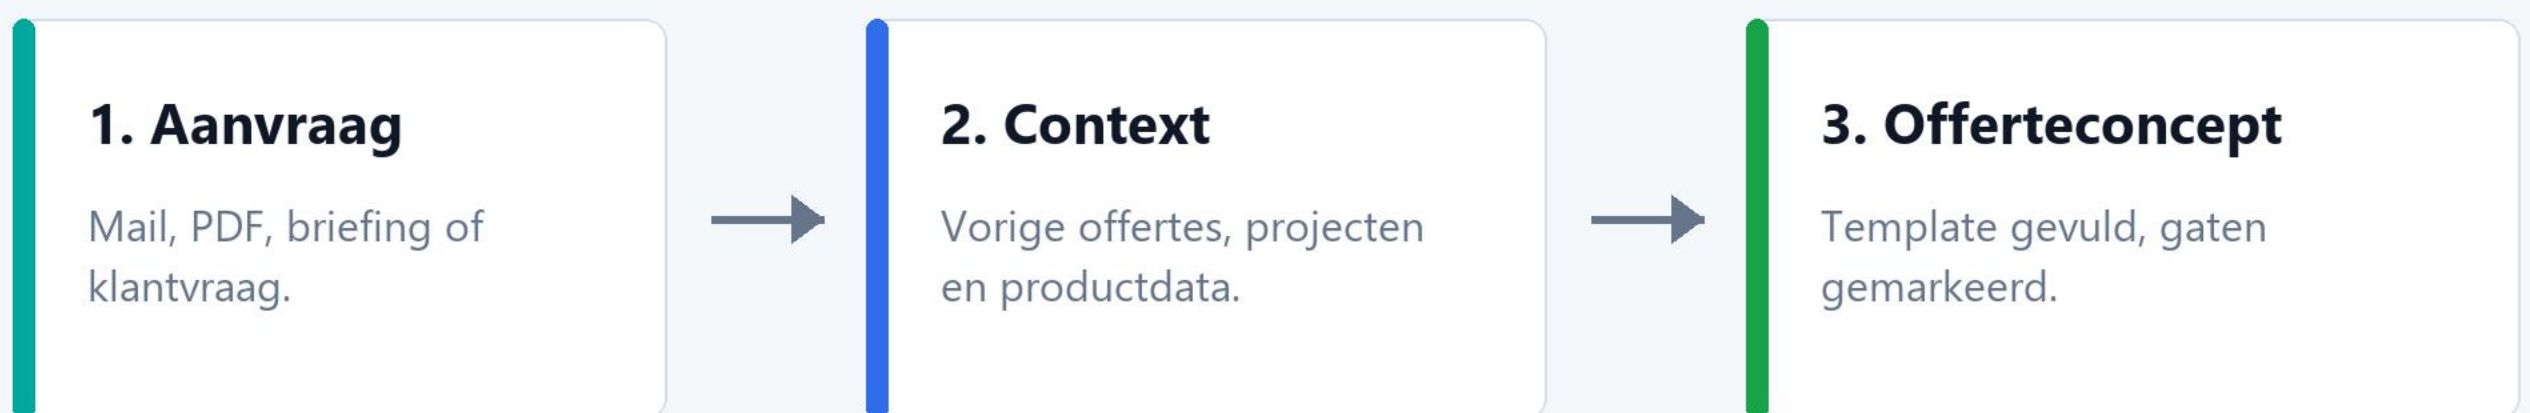 1. Aanvraag
Mail, PDF, briefing of
klantvraag.
2. Context
Vorige offertes, projecten
en productdata.
3. Offerteconcept
Template gevuld, gaten
gemarkeerd.